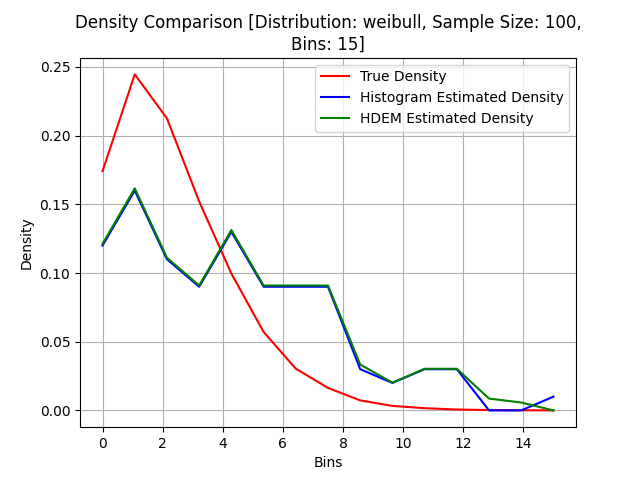 Density Comparison [Distribution: weibull, Sample Size: 100,
Bins: 15]
True Density
Histogram Estimated Density
HDEM Estimated Density
Density
0.25
0.20
0.15
0.10
0.05
0.00
0 2 4 6 8 10 12 14
Bins